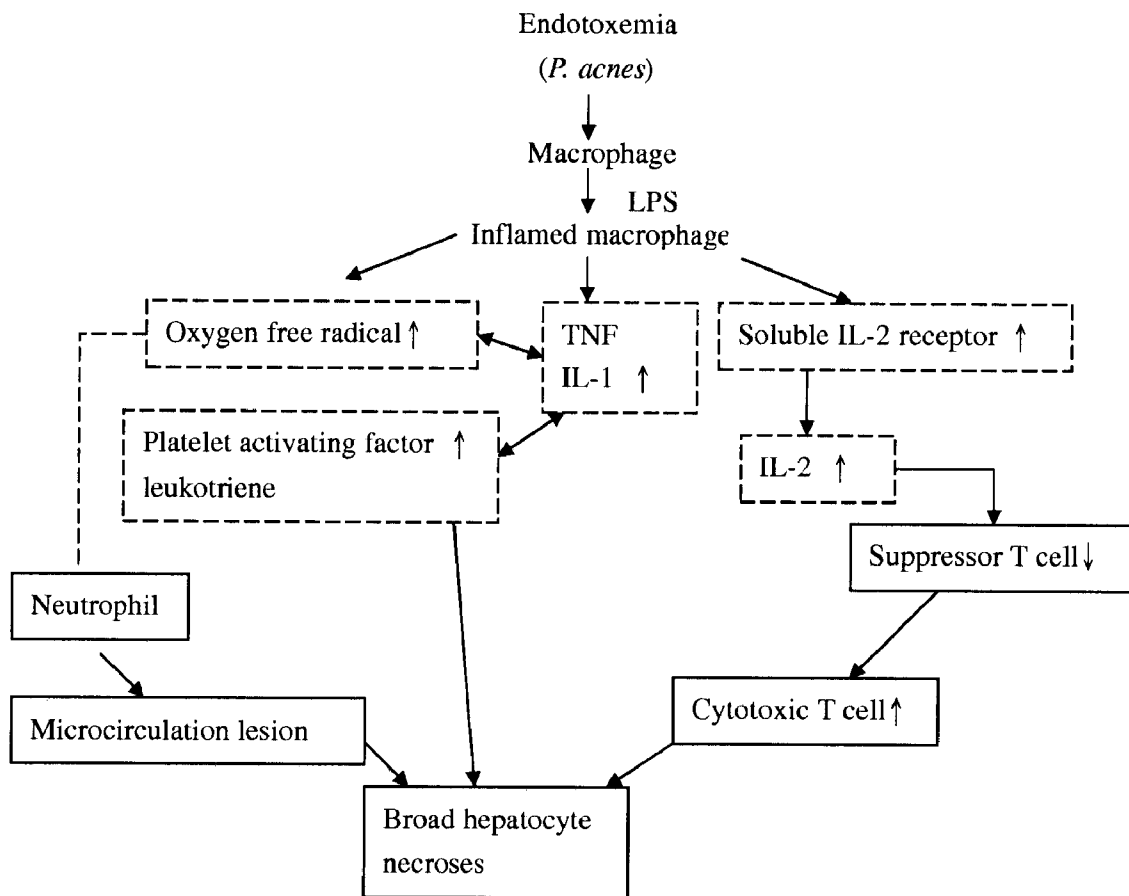 Endotoxemia
(P. acnes)
Macrophage
LPS
Inflamed macrophage
Oxygen free radical ↑
TNF
IL-1 ↑
Soluble IL-2 receptor ↑
Platelet activating factor ↑
leukotriene
IL-2 ↑
Suppressor T cell ↓
Neutrophil
Cytotoxic T cell ↑
Microcirculation lesion
Broad hepatocyte
necroses